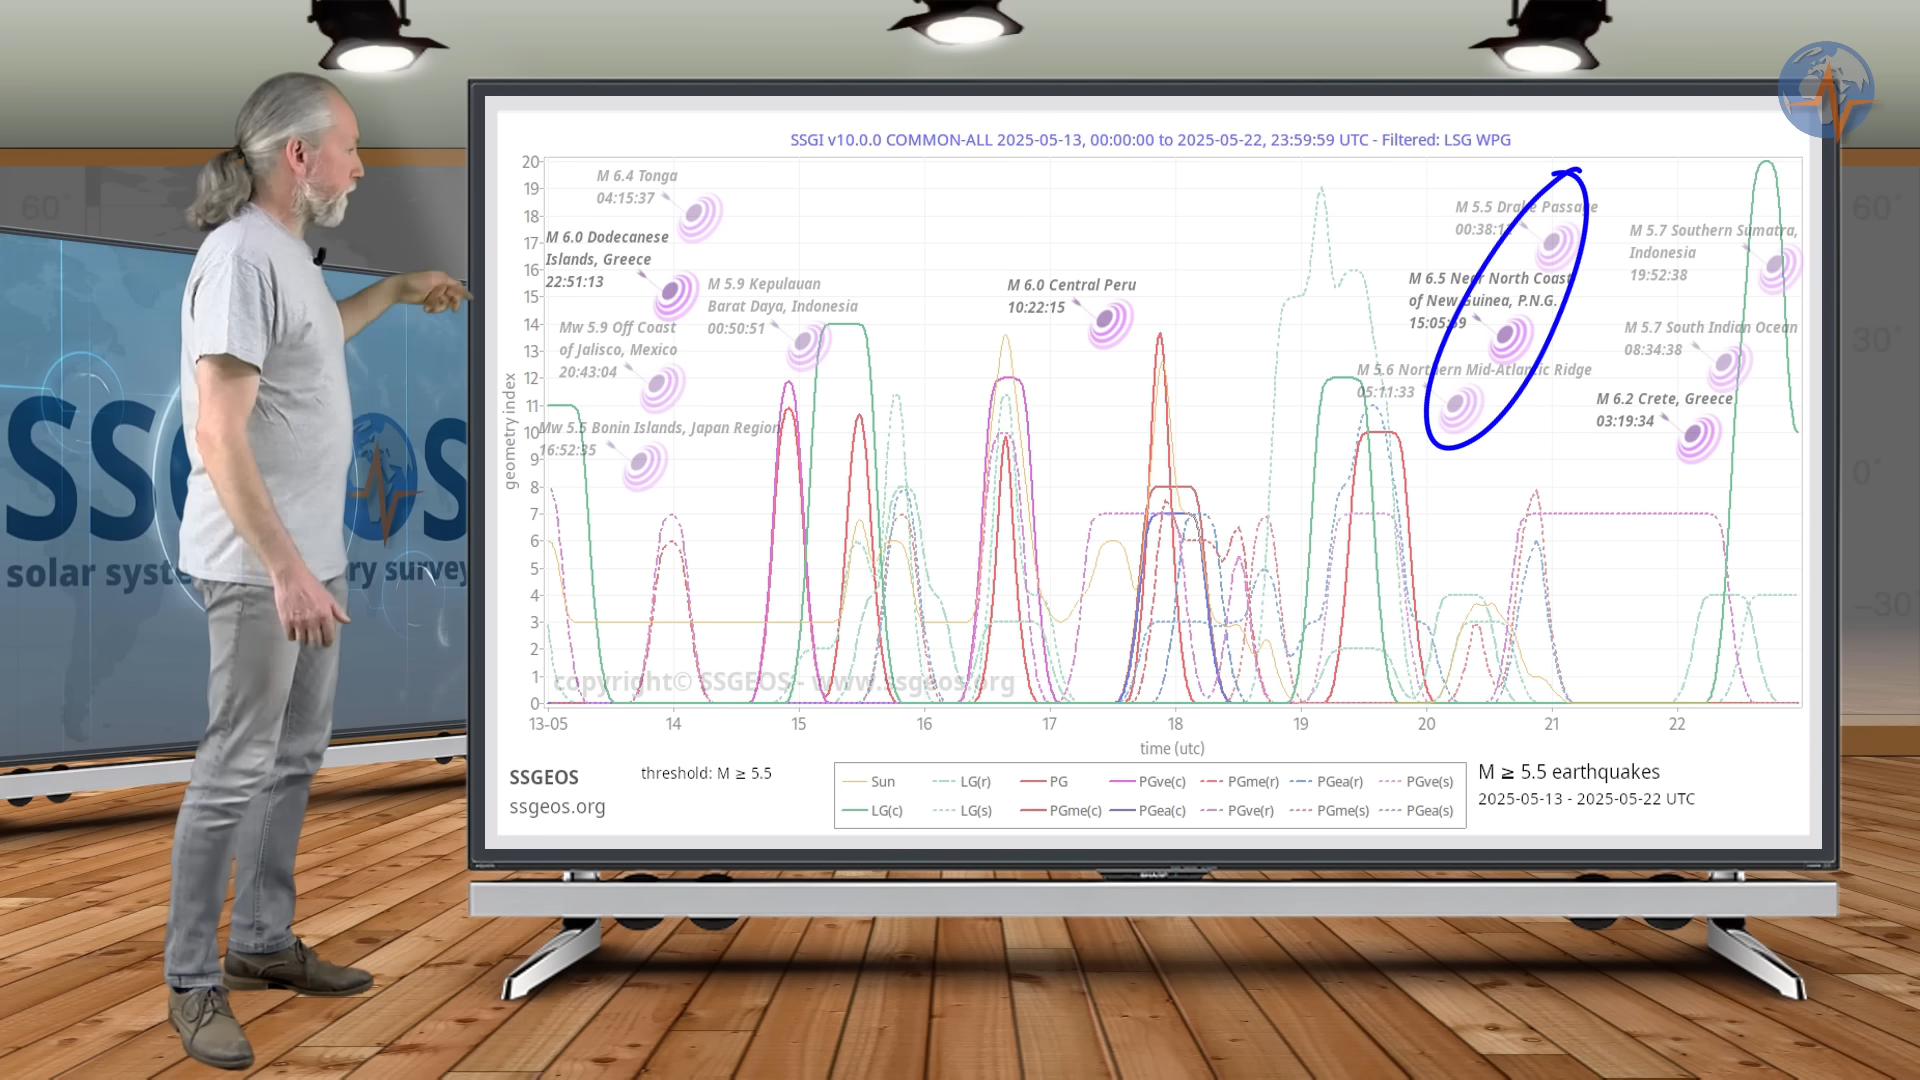 SSGI v10.0.0 COMMON-ALL 2025-05-13, 00:00:00 to 2025-05-22, 23:59:59 UTC - Filtered: LSG WPG
20
19
18
17
16
15
14
13
12
11
10
9
8
7
6
5
4
3
2
1
0
geometry index
M 6.4 Tonga
04:15:37
M 6.0 Dodecanese
Islands, Greece
22:51:13
M 5.9 Kepulauan
Barat Daya, Indonesia
00:50:51
Mw 5.9 Off Coast
of Jalisco, Mexico
20:43:04
Mw 5.5 Bonin Islands, Japan Region
16:52:35
M 6.0 Central Peru
10:22:15
M 5.5 Drake Passage
M 6.5 Near North Coast
of New Guinea, P.N.G.
M 5.6 Northern Mid-Atlantic Ridge
05:11:33
M 5.7 Southern Sumatra,
Indonesia
19:52:38
M 5.7 South Indian Ocean
08:34:38
M 6.2 Crete, Greece
03:19:34
copyright© SSGEOS - www.ssgeos.org
13-05 14 15 16 17 18 19 20 21 22
time (utc)
SSGEOS
ssgeos.org
threshold: M ≥ 5.5
Sun LG(r) PG PGve(c) PGme(r) PGea(r) PGve(s)
LG(c) LG(s) PGme(c) PGea(c) PGve(r) PGme(s) PGea(s)
M ≥ 5.5 earthquakes
2025-05-13 - 2025-05-22 UTC
60°
60°
30°
0°
-30°
solar syst
ry survey